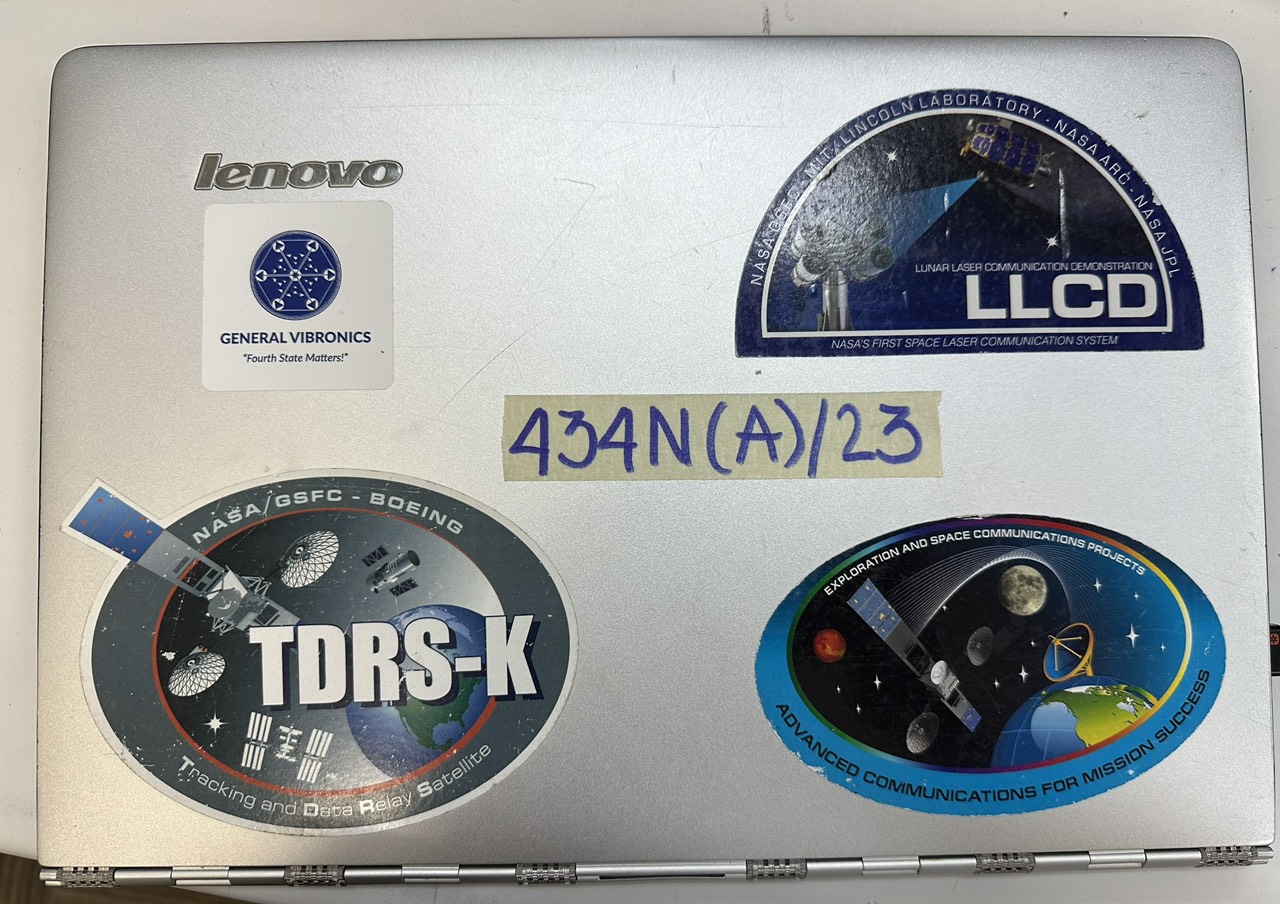 lenovo
GENERAL VIBRONICS
“Fourth State Matters!”
NASA GSFC - MIT/LINCOLN LABORATORY - NASA ARC - NASA JPL
LUNAR LASER COMMUNICATION DEMONSTRATION
LLCD
NASA'S FIRST SPACE LASER COMMUNICATION SYSTEM
434N(A)/23
NASA/GSFC - BOEING
TDRS-K
Tracking and Data Relay Satellite
EXPLORATION AND SPACE COMMUNICATIONS PROJECTS
ADVANCED COMMUNICATIONS FOR MISSION SUCCESS